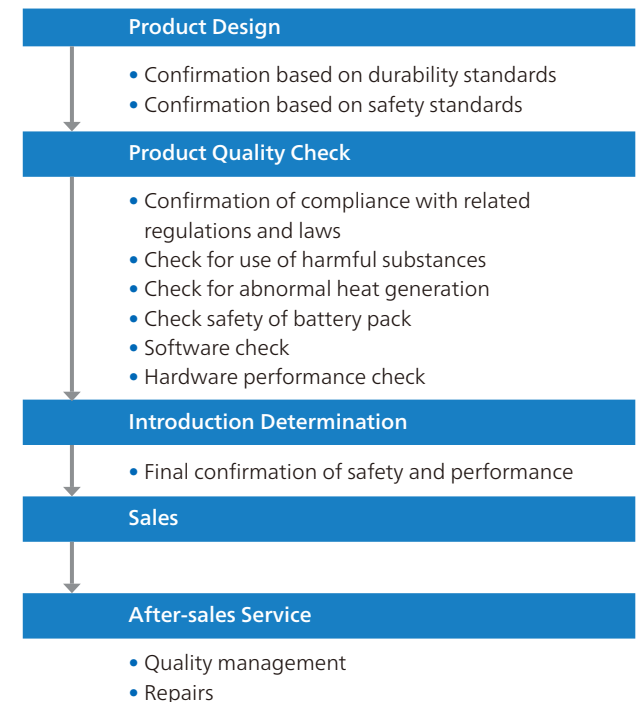 Product Design
• Confirmation based on durability standards
• Confirmation based on safety standards
Product Quality Check
• Confirmation of compliance with related
regulations and laws
• Check for use of harmful substances
• Check for abnormal heat generation
• Check safety of battery pack
• Software check
• Hardware performance check
Introduction Determination
• Final confirmation of safety and performance
Sales
After-sales Service
• Quality management
• Repairs